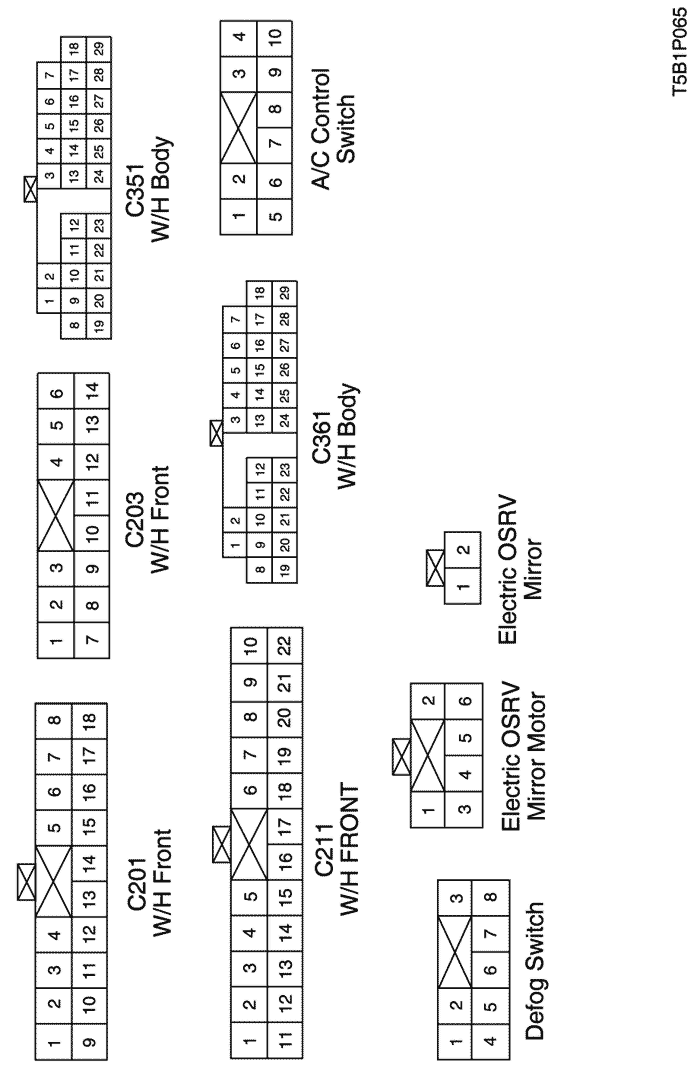 1 2 3 4 5 6 7 8
9 10 11 12 13 14 15 16 17 18
C201
W/H Front
1 2 3 4 5 6
7 8 9 10 11 12 13 14
C203
W/H Front
1 2 3 4 5 6 7
8 9 10 11 12 13 14 15 16 17 18
19 20 21 22 23 24 25 26 27 28 29
C351
W/H Body
1 2 3 4 5 6 7 8 9 10
11 12 13 14 15 16 17 18 19 20 21 22
C211
W/H FRONT
1 2 3 4 5 6 7
8 9 10 11 12 13 14 15 16 17 18
19 20 21 22 23 24 25 26 27 28 29
C361
W/H Body
1 2 3 4
5 6 7 8 9 10
A/C Control
Switch
1 2 3
4 5 6 7 8
Defog Switch
1 2
3 4 5 6
Electric OSRV
Mirror Motor
1 2
Electric OSRV
Mirror
T5B1P065